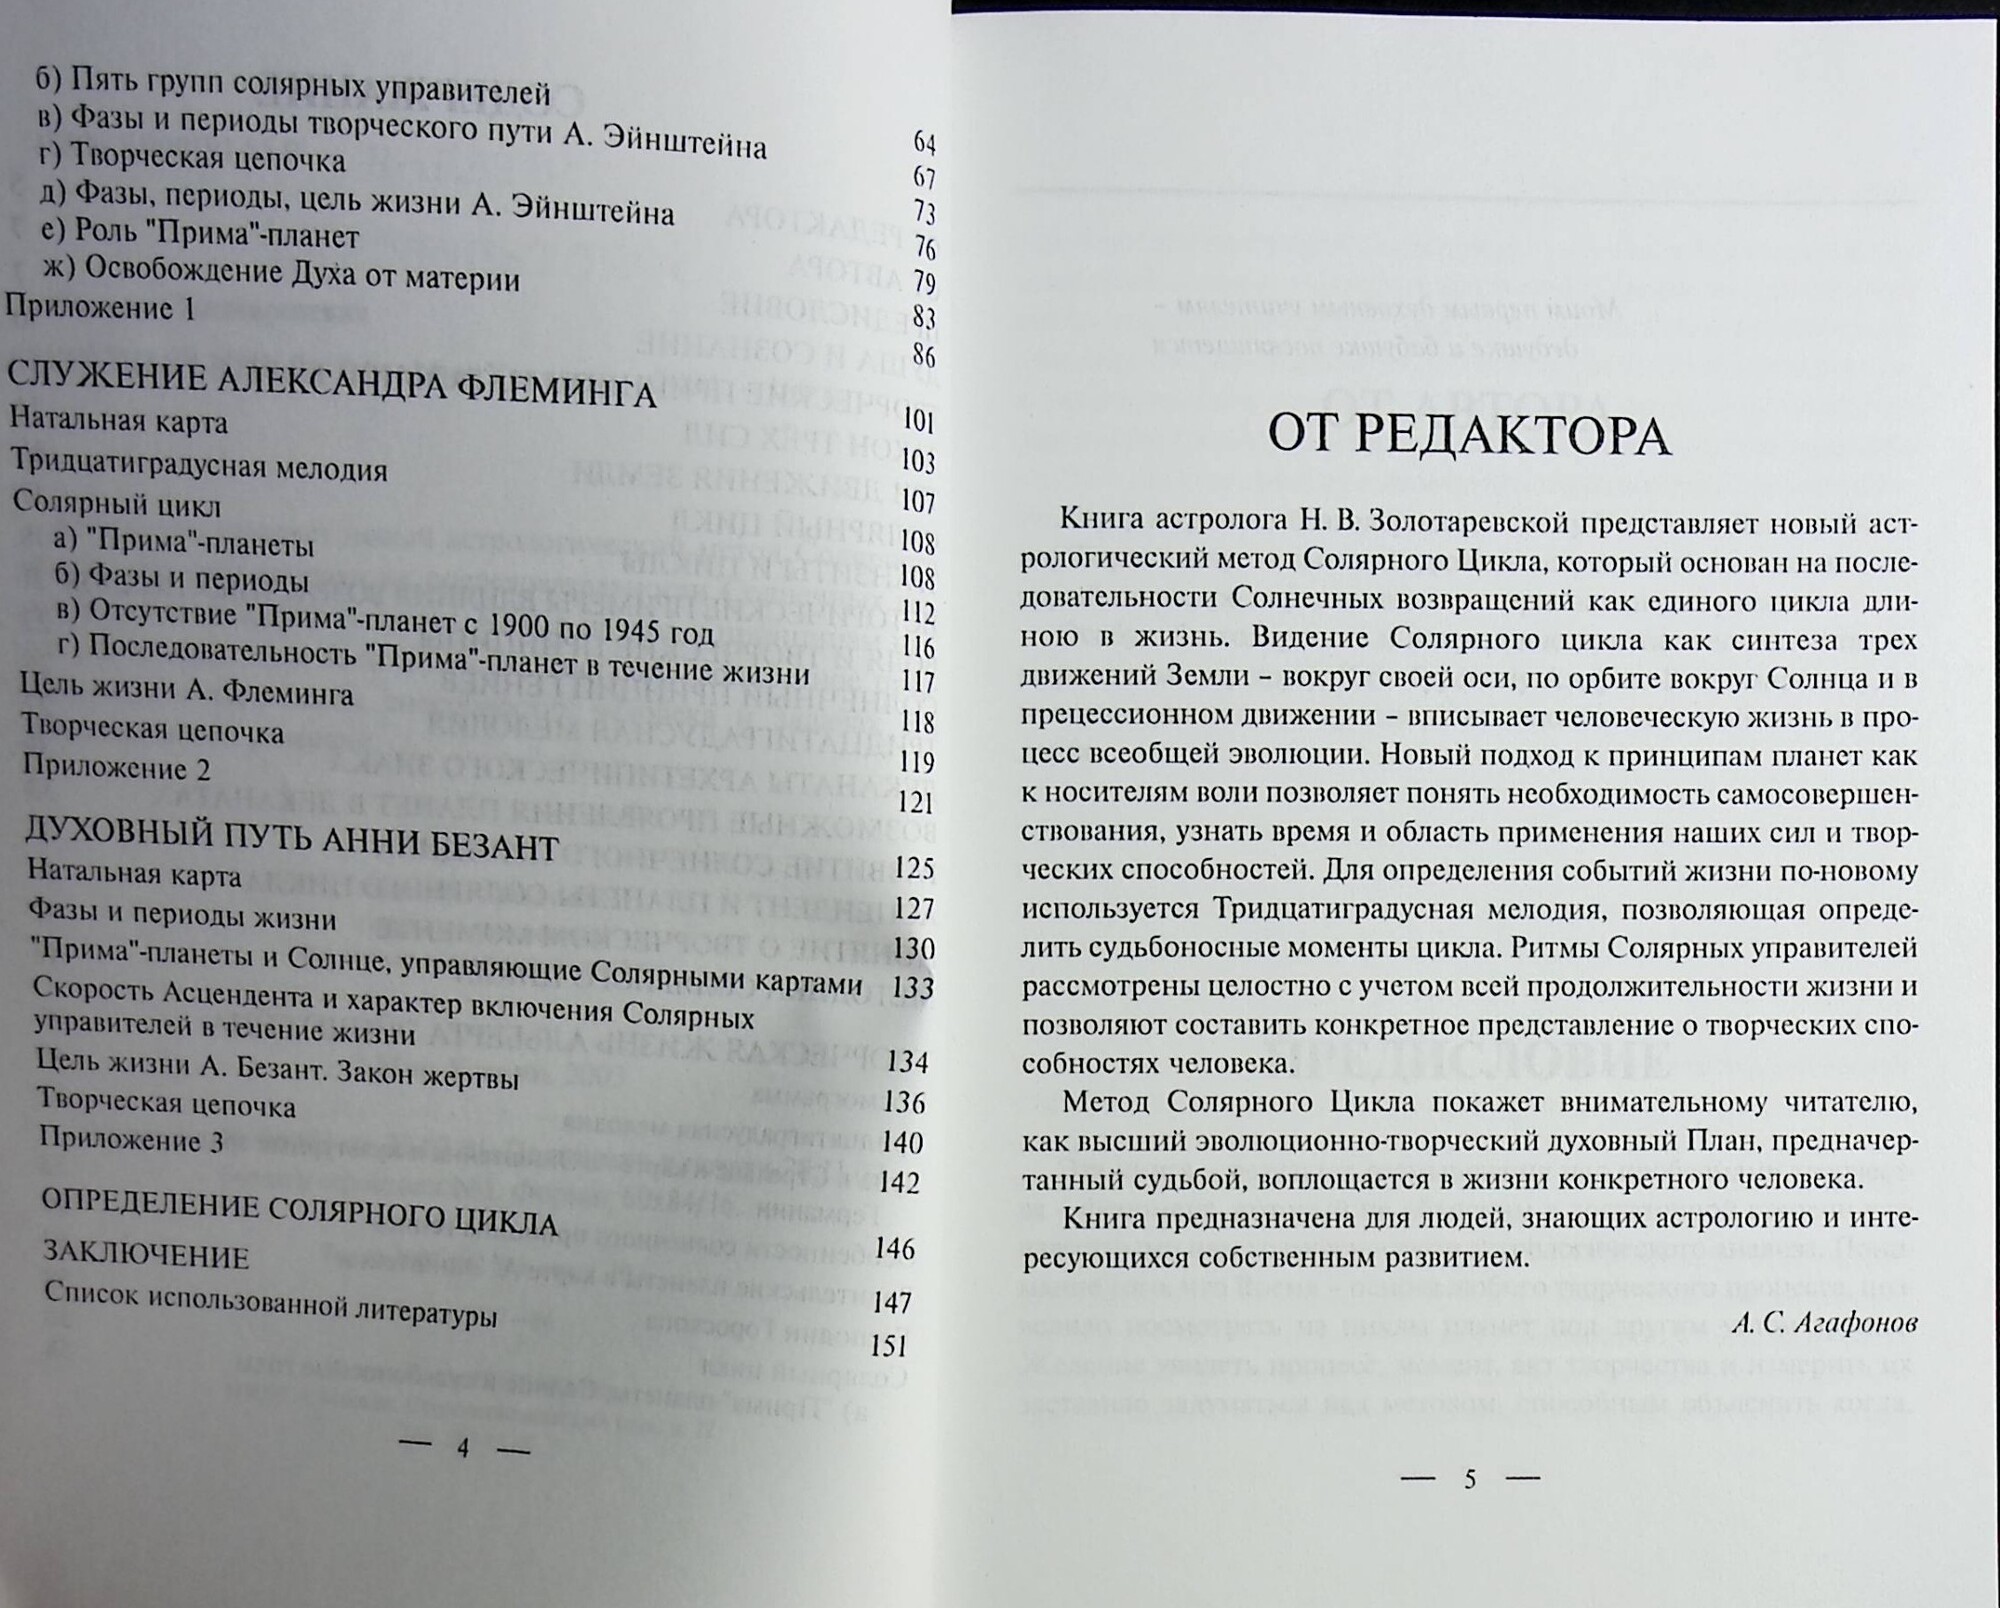 б) Пять групп солярных управителей 64
в) Фазы и периоды творческого пути А. Эйнштейна 67
г) Творческая цепочка 73
д) Фазы, периоды, цель жизни А. Эйнштейна 76
е) Роль "Прима"-планет 79
ж) Освобождение Духа от материи 83
Приложение 1 86
СЛУЖЕНИЕ АЛЕКСАНДРА ФЛЕМИНГА 101
Натальная карта 103
Тридцатиградусная мелодия 107
Солярный цикл 108
а) "Прима"-планеты 108
б) Фазы и периоды 112
в) Отсутствие "Прима"-планет с 1900 по 1945 год 116
г) Последовательность "Прима"-планет в течение жизни 117
Цель жизни А. Флеминга 118
Творческая цепочка 119
Приложение 2 121
ДУХОВНЫЙ ПУТЬ АННИ БЕЗАНТ 125
Натальная карта 127
Фазы и периоды жизни 130
"Прима"-планеты и Солнце, управляющие Солярными картами 133
Скорость Асцендента и характер включения Солярных
управителей в течение жизни 134
Цель жизни А. Безант. Закон жертвы 136
Творческая цепочка 140
Приложение 3 142
ОПРЕДЕЛЕНИЕ СОЛЯРНОГО ЦИКЛА 146
ЗАКЛЮЧЕНИЕ 147
Список использованной литературы 151
— 4 —
ОТ РЕДАКТОРА
Книга астролога Н. В. Золотаревской представляет новый аст-
рологический метод Солярного Цикла, который основан на после-
довательности Солнечных возвращений как единого цикла дли-
ною в жизнь. Видение Солярного цикла как синтеза трех
движений Земли – вокруг своей оси, по орбите вокруг Солнца и в
прецессионном движении – вписывает человеческую жизнь в про-
цесс всеобщей эволюции. Новый подход к принципам планет как
к носителям воли позволяет понять необходимость самосовершен-
ствования, узнать время и область применения наших сил и твор-
ческих способностей. Для определения событий жизни по-новому
используется Тридцатиградусная мелодия, позволяющая опреде-
лить судьбоносные моменты цикла. Ритмы Солярных управителей
рассмотрены целостно с учетом всей продолжительности жизни и
позволяют составить конкретное представление о творческих спо-
собностях человека.
Метод Солярного Цикла покажет внимательному читателю,
как высший эволюционно-творческий духовный План, предначер-
танный судьбой, воплощается в жизни конкретного человека.
Книга предназначена для людей, знающих астрологию и инте-
ресующихся собственным развитием.
А. С. Агафонов
— 5 —